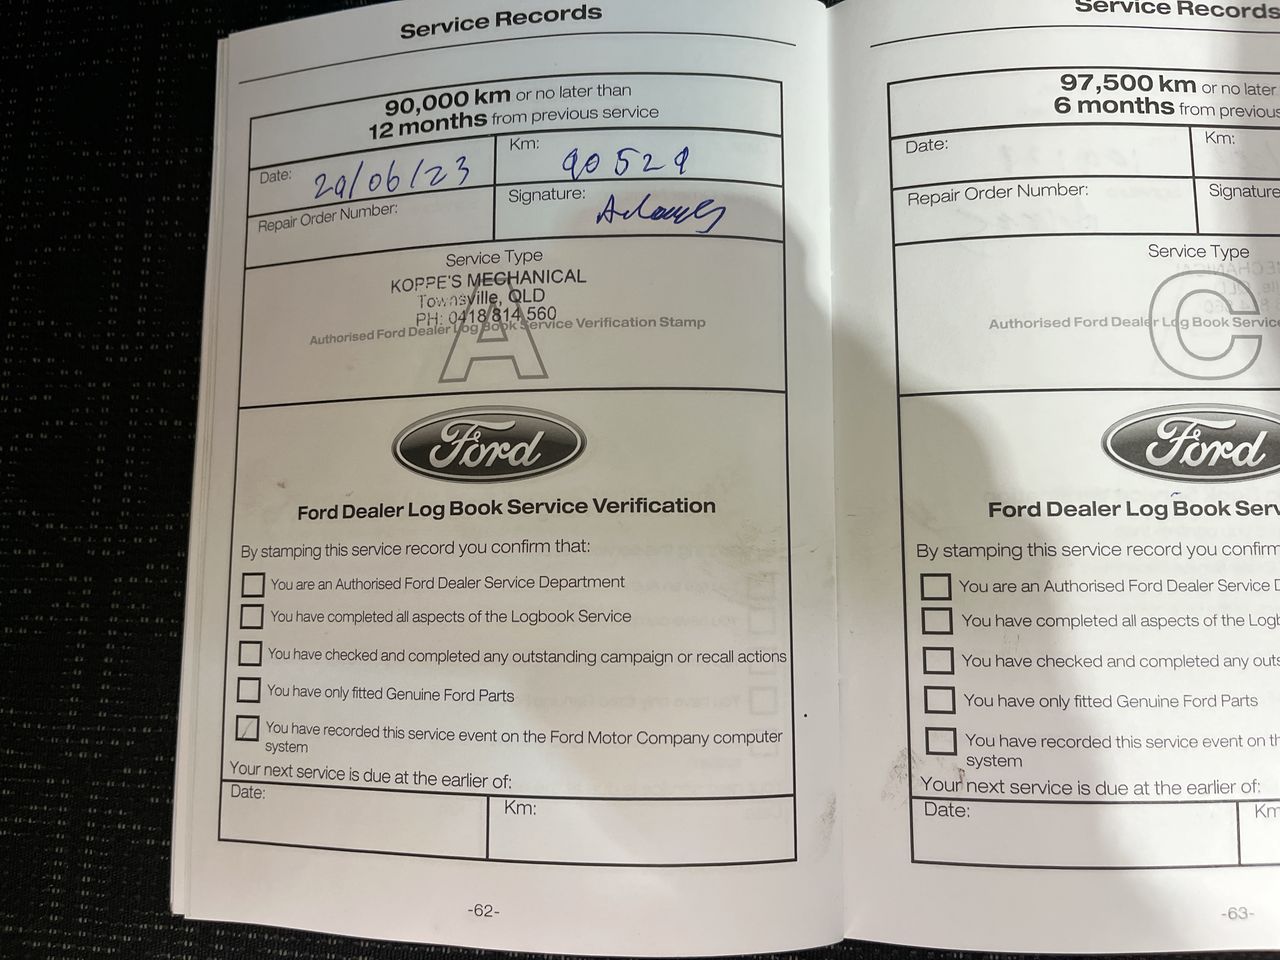 Service Records
90,000 km or no later than
12 months from previous service
Date: 29/06/23
Km: 90529
Repair Order Number:
Signature:
Service Type
A
KOPPE'S MECHANICAL
Townsville, QLD
PH: 0418 814 560
Authorised Ford Dealer Log Book Service Verification Stamp
Ford
Ford Dealer Log Book Service Verification
By stamping this service record you confirm that:
You are an Authorised Ford Dealer Service Department
You have completed all aspects of the Logbook Service
You have checked and completed any outstanding campaign or recall actions
You have only fitted Genuine Ford Parts
You have recorded this service event on the Ford Motor Company computer
system
Your next service is due at the earlier of:
Date:
Km:
-62-
Service Records
97,500 km or no later
6 months from previous
Date:
Km:
Repair Order Number:
Signature
Service Type
C
Authorised Ford Dealer Log Book Service
Ford
Ford Dealer Log Book Serv
By stamping this service record you confirm
You are an Authorised Ford Dealer Service D
You have completed all aspects of the Logb
You have checked and completed any outs
You have only fitted Genuine Ford Parts
You have recorded this service event on th
system
Your next service is due at the earlier of:
Date:
Km
-63-